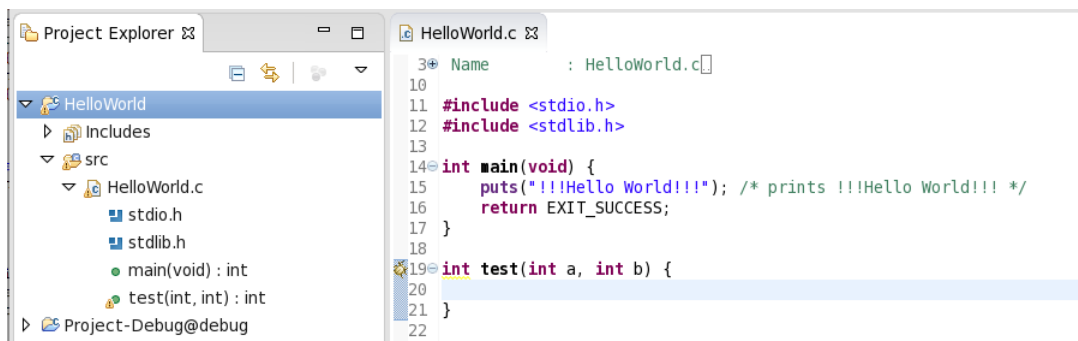 Project Explorer
HelloWorld
Includes
src
HelloWorld.c
stdio.h
stdlib.h
main(void) : int
test(int, int) : int
Project-Debug@debug
HelloWorld.c
3 Name : HelloWorld.c
10
11 #include <stdio.h>
12 #include <stdlib.h>
13
14 int main(void) {
15 puts("!!!Hello World!!!"); /* prints !!!Hello World!!! */
16 return EXIT_SUCCESS;
17 }
18
19 int test(int a, int b) {
20
21 }
22